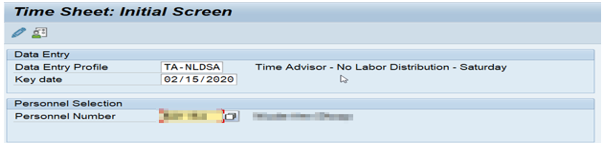 Time Sheet: Initial Screen
Data Entry
Data Entry Profile TA-NLDSA Time Advisor - No Labor Distribution - Saturday
Key date 02/15/2020
Personnel Selection
Personnel Number